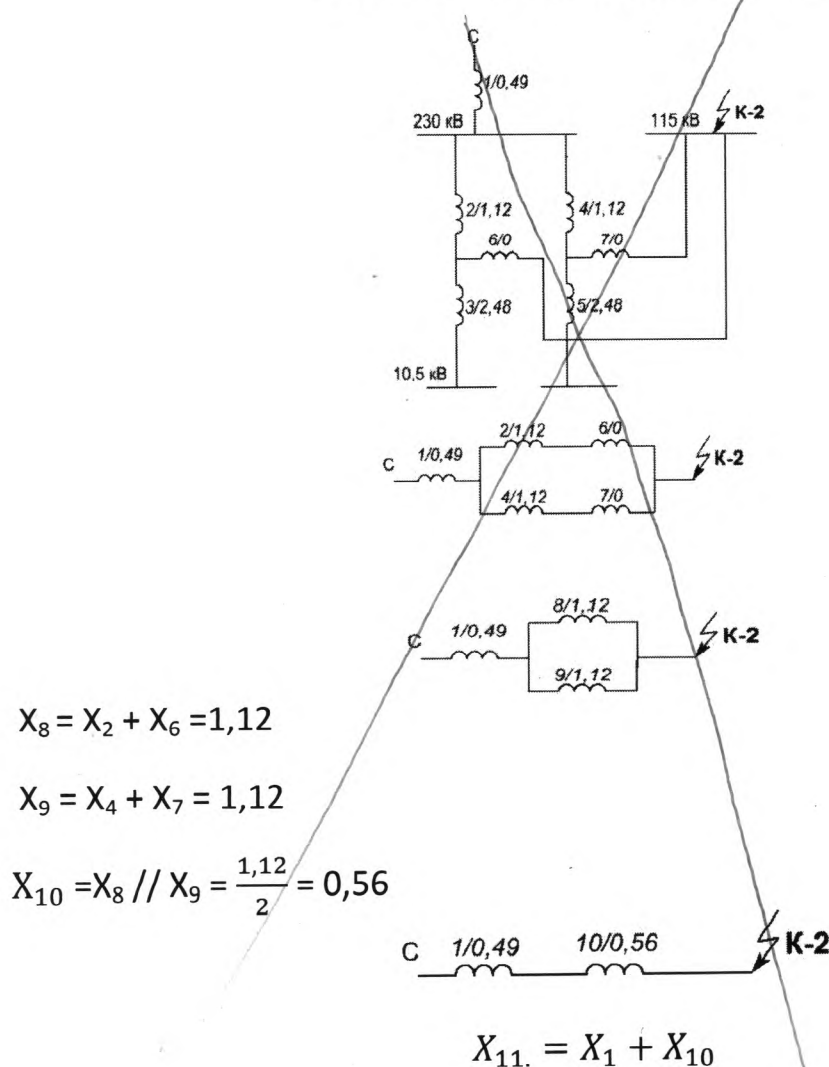 C
1/0,49
230 кВ
115 кВ
К-2
2/1,12
4/1,12
6/0
7/0
3/2,48
5/2,48
10,5 кВ
2/1,12
6/0
C
1/0,49
К-2
4/1,12
7/0
8/1,12
C
1/0,49
К-2
9/1,12
X₈ = X₂ + X₆ =1,12
X₉ = X₄ + X₇ = 1,12
X₁₀ =X₈ // X₉ = 1,12/2 = 0,56
C
1/0,49
10/0,56
К-2
X₁₁. = X₁ + X₁₀